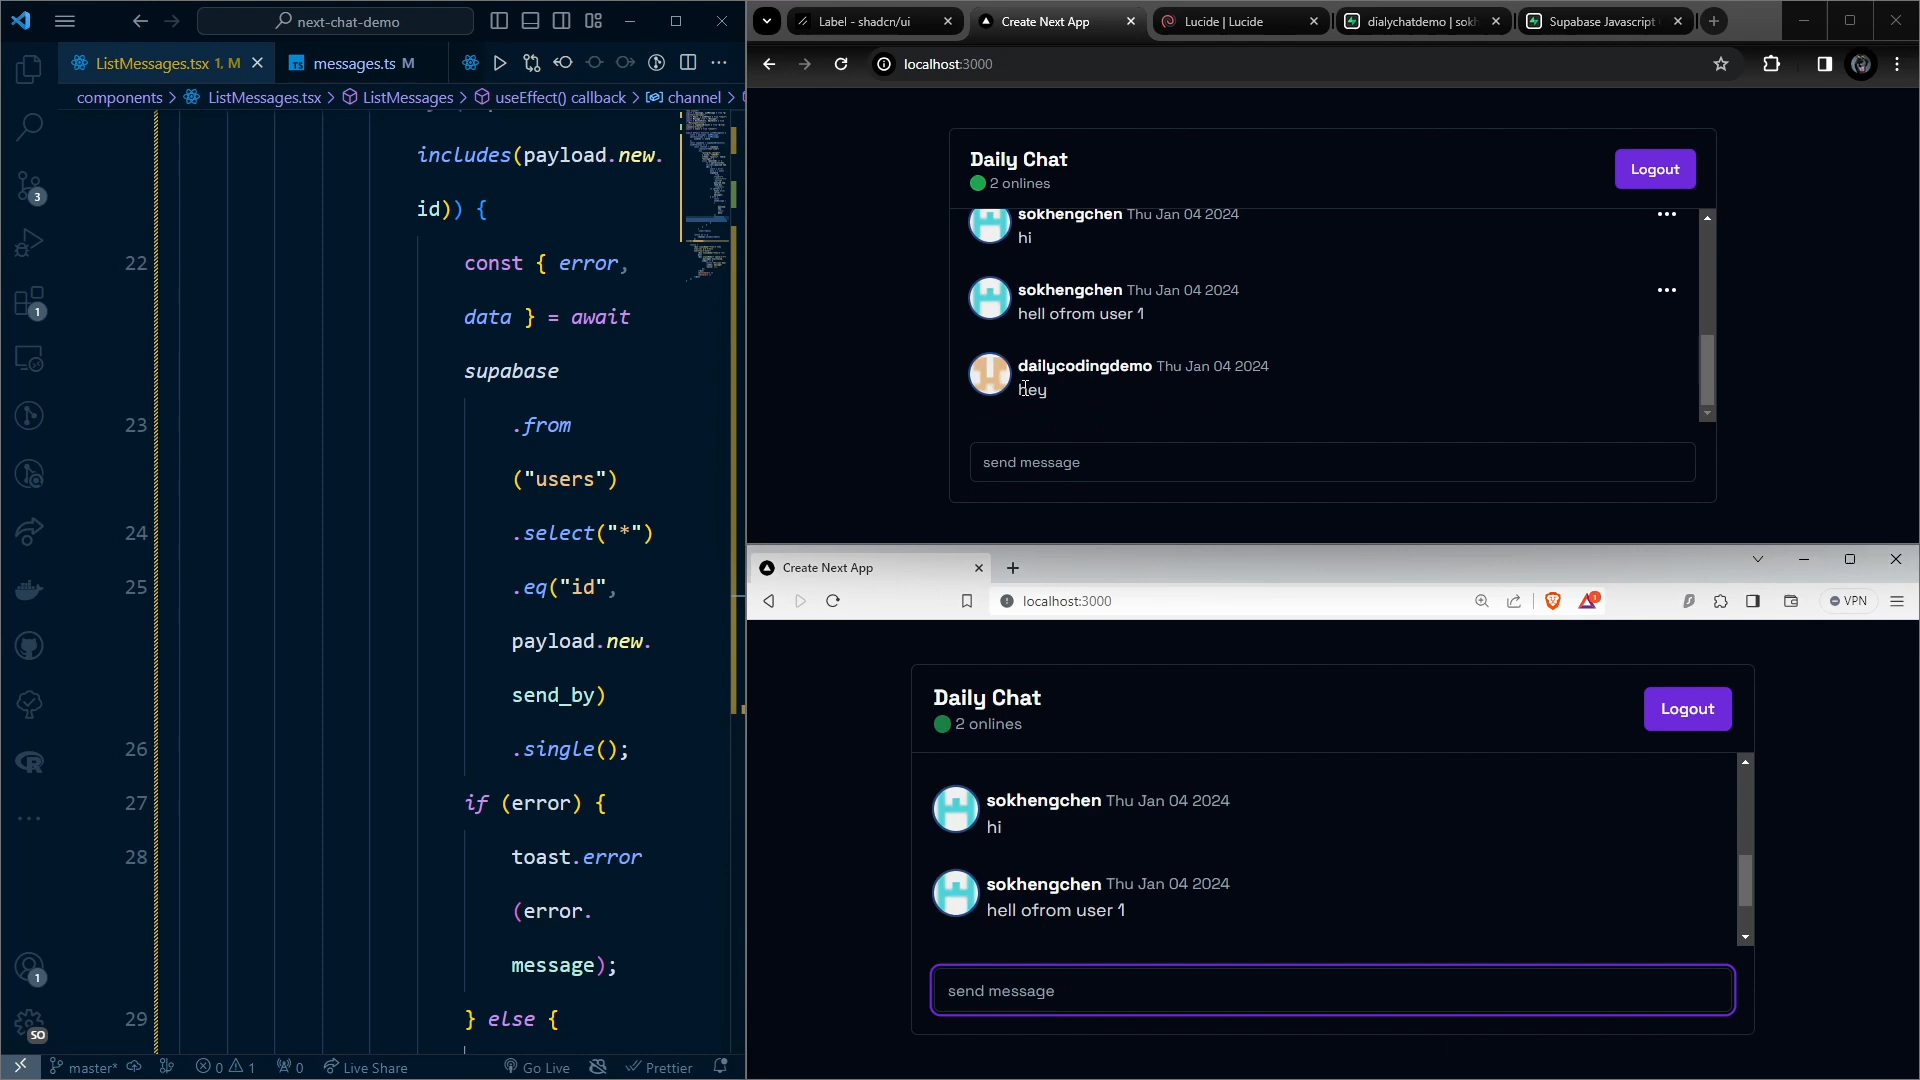 next-chat-demo
ListMessages.tsx 1, M
messages.ts M
components > ListMessages.tsx > ListMessages > useEffect() callback > channel >
includes(payload.new.
id)) {
22 const { error,
data } = await
supabase
23 .from
("users")
24 .select("*")
25 .eq("id",
payload.new.
send_by)
26 .single();
27 if (error) {
28 toast.error
(error.
message);
29 } else {
3
1
1
SO
master* 0 1 0 Live Share Go Live Prettier
Label - shadcn/ui
Create Next App
Lucide | Lucide
dialychatdemo | sokh
Supabase Javascript
localhost:3000
Daily Chat
2 onlines
Logout
sokhengchen Thu Jan 04 2024
hi
sokhengchen Thu Jan 04 2024
hell ofrom user 1
dailycodingdemo Thu Jan 04 2024
hey
send message
Create Next App
localhost:3000
1
VPN
Daily Chat
2 onlines
Logout
sokhengchen Thu Jan 04 2024
hi
sokhengchen Thu Jan 04 2024
hell ofrom user 1
send message